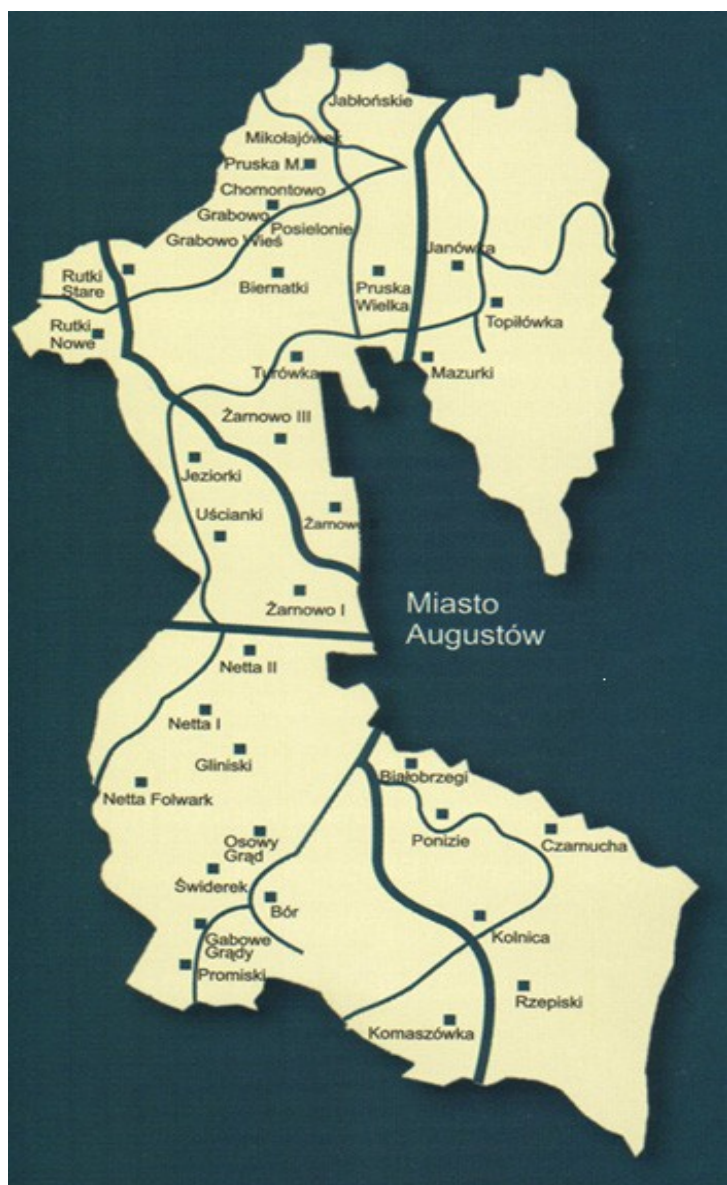 Jabłońskie
Mikołajówek
Pruska M.
Chomontowo
Grabowo
Posielonie
Grabowo Wieś
Janówka
Rutki
Stare
Biernatki
Pruska
Wielka
Topiłówka
Rutki
Nowe
Turówka
Mazurki
Żarnowo III
Jeziorki
Uścianki
Żarnowo
Żarnowo I
Miasto
Augustów
Netta II
Netta I
Gliniski
Białobrzegi
Netta Folwark
Osowy
Grąd
Ponizie
Czarnucha
Świderek
Bór
Gabowe
Grądy
Kolnica
Promiski
Rzepiski
Komaszówka